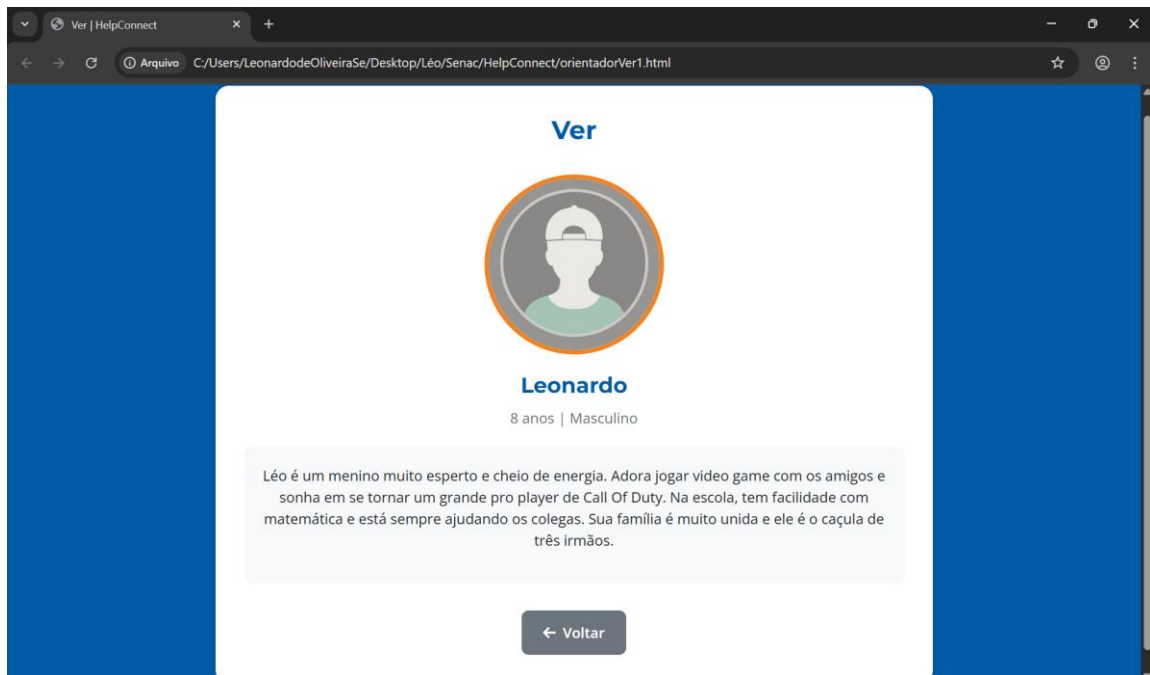 Ver | HelpConnect
Arquivo C:/Users/LeonardodeOliveiraSe/Desktop/Léo/Senac/HelpConnect/orientadorVer1.html
Ver
Leonardo
8 anos | Masculino
Léo é um menino muito esperto e cheio de energia. Adora jogar video game com os amigos e
sonha em se tornar um grande pro player de Call Of Duty. Na escola, tem facilidade com
matemática e está sempre ajudando os colegas. Sua família é muito unida e ele é o caçula de
três irmãos.
← Voltar